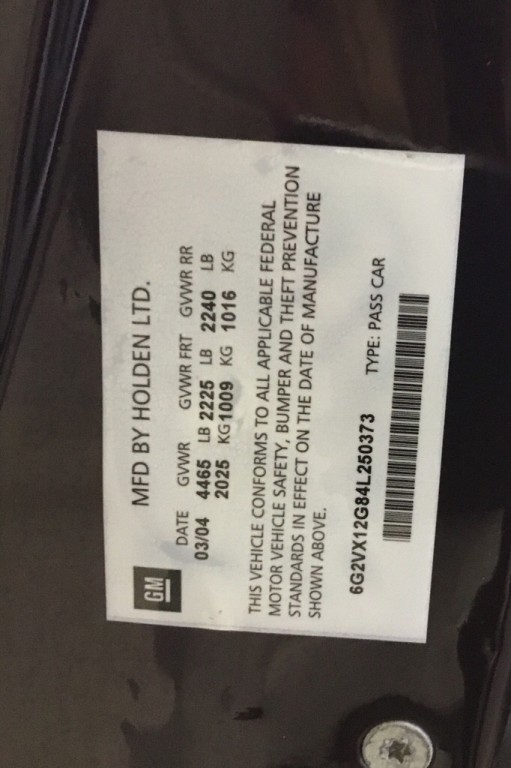 GM
MFD BY HOLDEN LTD.
DATE GVWR GVWR FRT GVWR RR
03/04 4465 LB 2225 LB 2240 LB
2025 KG 1009 KG 1016 KG
THIS VEHICLE CONFORMS TO ALL APPLICABLE FEDERAL
MOTOR VEHICLE SAFETY, BUMPER AND THEFT PREVENTION
STANDARDS IN EFFECT ON THE DATE OF MANUFACTURE
SHOWN ABOVE.
6G2VX12G84L250373 TYPE: PASS CAR